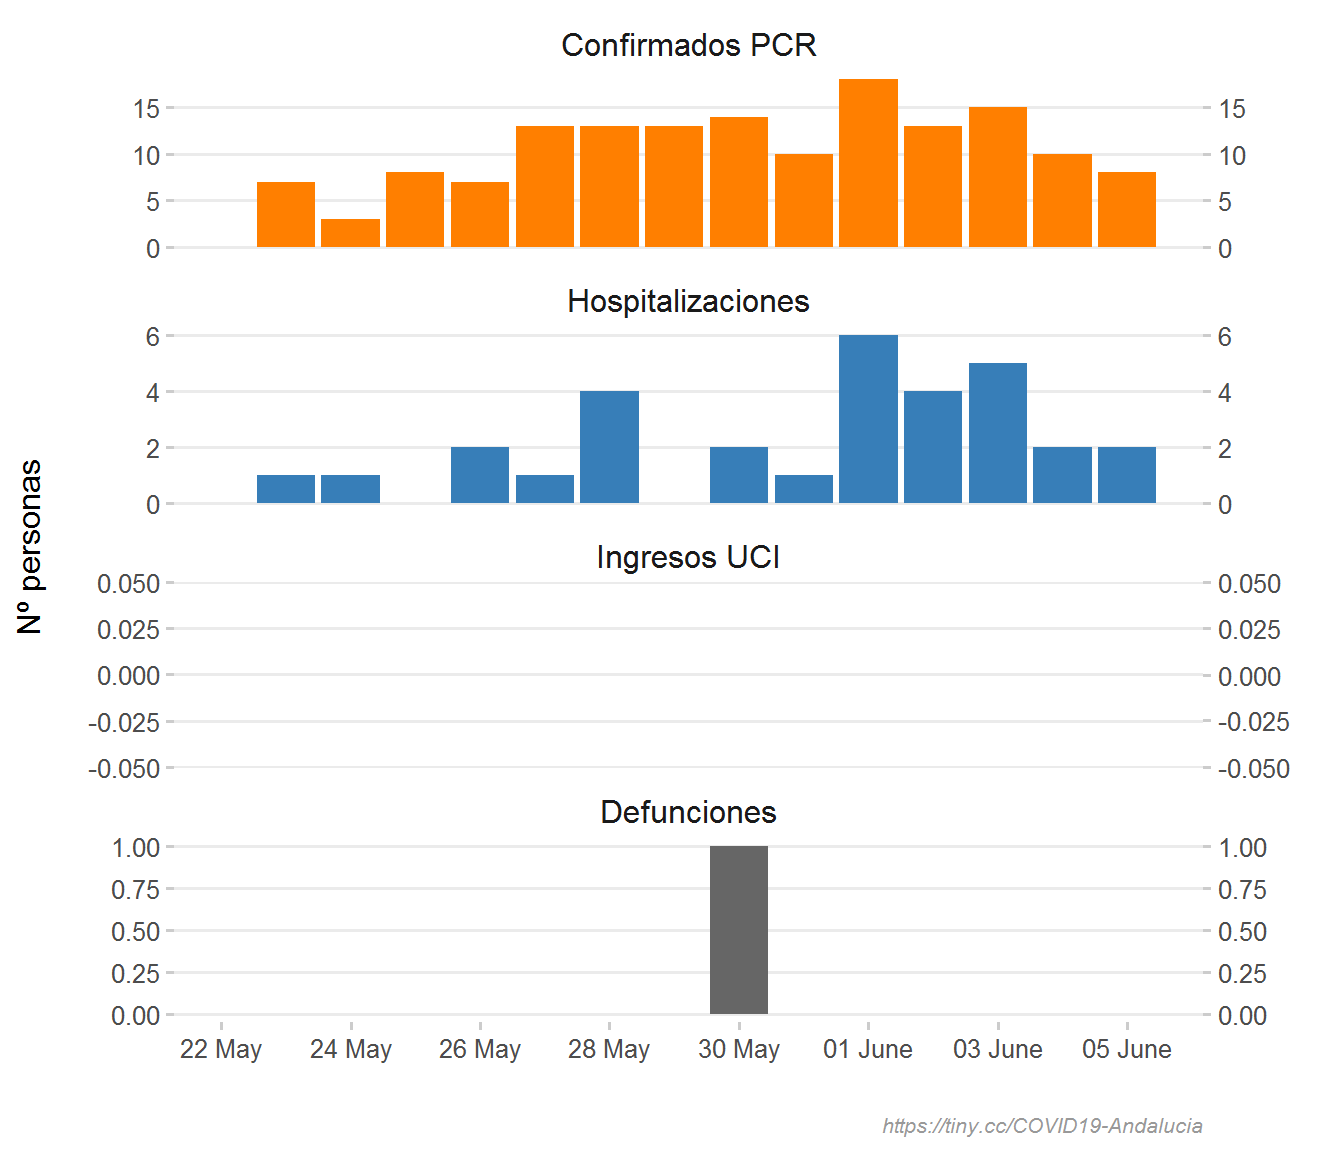 Confirmados PCR
15 15
10 10
5 5
0 0
Hospitalizaciones
6 6
4 4
2 2
0 0
Nº personas
Ingresos UCI
0.050 0.050
0.025 0.025
0.000 0.000
-0.025 -0.025
-0.050 -0.050
Defunciones
1.00 1.00
0.75 0.75
0.50 0.50
0.25 0.25
0.00 0.00
22 May 24 May 26 May 28 May 30 May 01 June 03 June 05 June
https://tiny.cc/COVID19-Andalucia